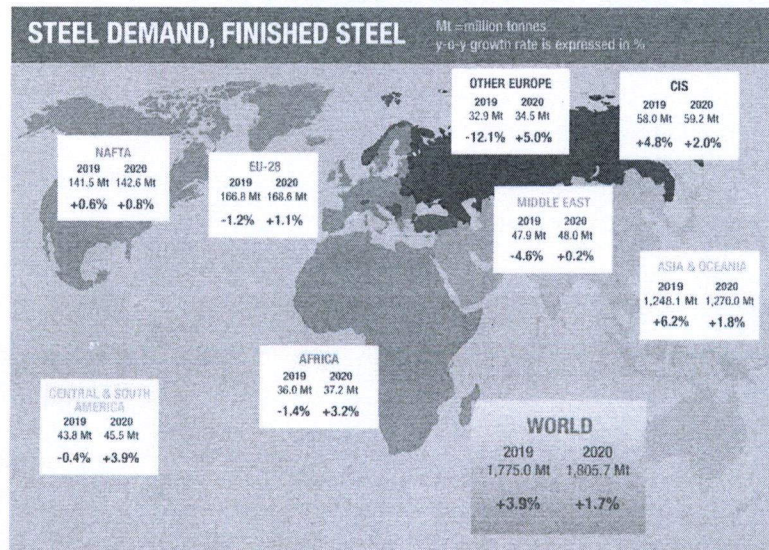 STEEL DEMAND, FINISHED STEEL
Mt =million tonnes
y-o-y growth rate is expressed in %
OTHER EUROPE
2019 2020
32.9 Mt 34.5 Mt
-12.1% +5.0%
CIS
2019 2020
58.0 Mt 59.2 Mt
+4.8% +2.0%
NAFTA
2019 2020
141.5 Mt 142.6 Mt
+0.6% +0.8%
EU-28
2019 2020
166.8 Mt 168.6 Mt
-1.2% +1.1%
MIDDLE EAST
2019 2020
47.9 Mt 48.0 Mt
-4.6% +0.2%
ASIA & OCEANIA
2019 2020
1,248.1 Mt 1,270.0 Mt
+6.2% +1.8%
AFRICA
2019 2020
36.0 Mt 37.2 Mt
-1.4% +3.2%
CENTRAL & SOUTH
AMERICA
2019 2020
43.8 Mt 45.5 Mt
-0.4% +3.9%
WORLD
2019 2020
1,775.0 Mt 1,805.7 Mt
+3.9% +1.7%